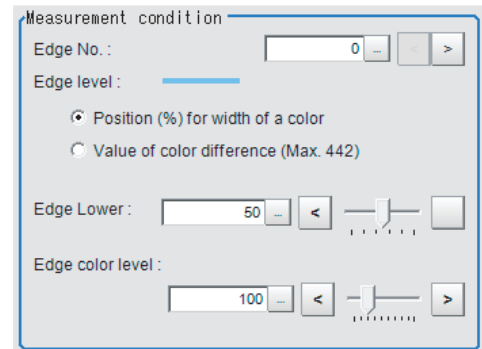 Measurement condition
Edge No. : 0 ... < >
Edge level :
Position (%) for width of a color
Value of color difference (Max. 442)
Edge Lower : 50 ... <
Edge color level :
100 ... < >